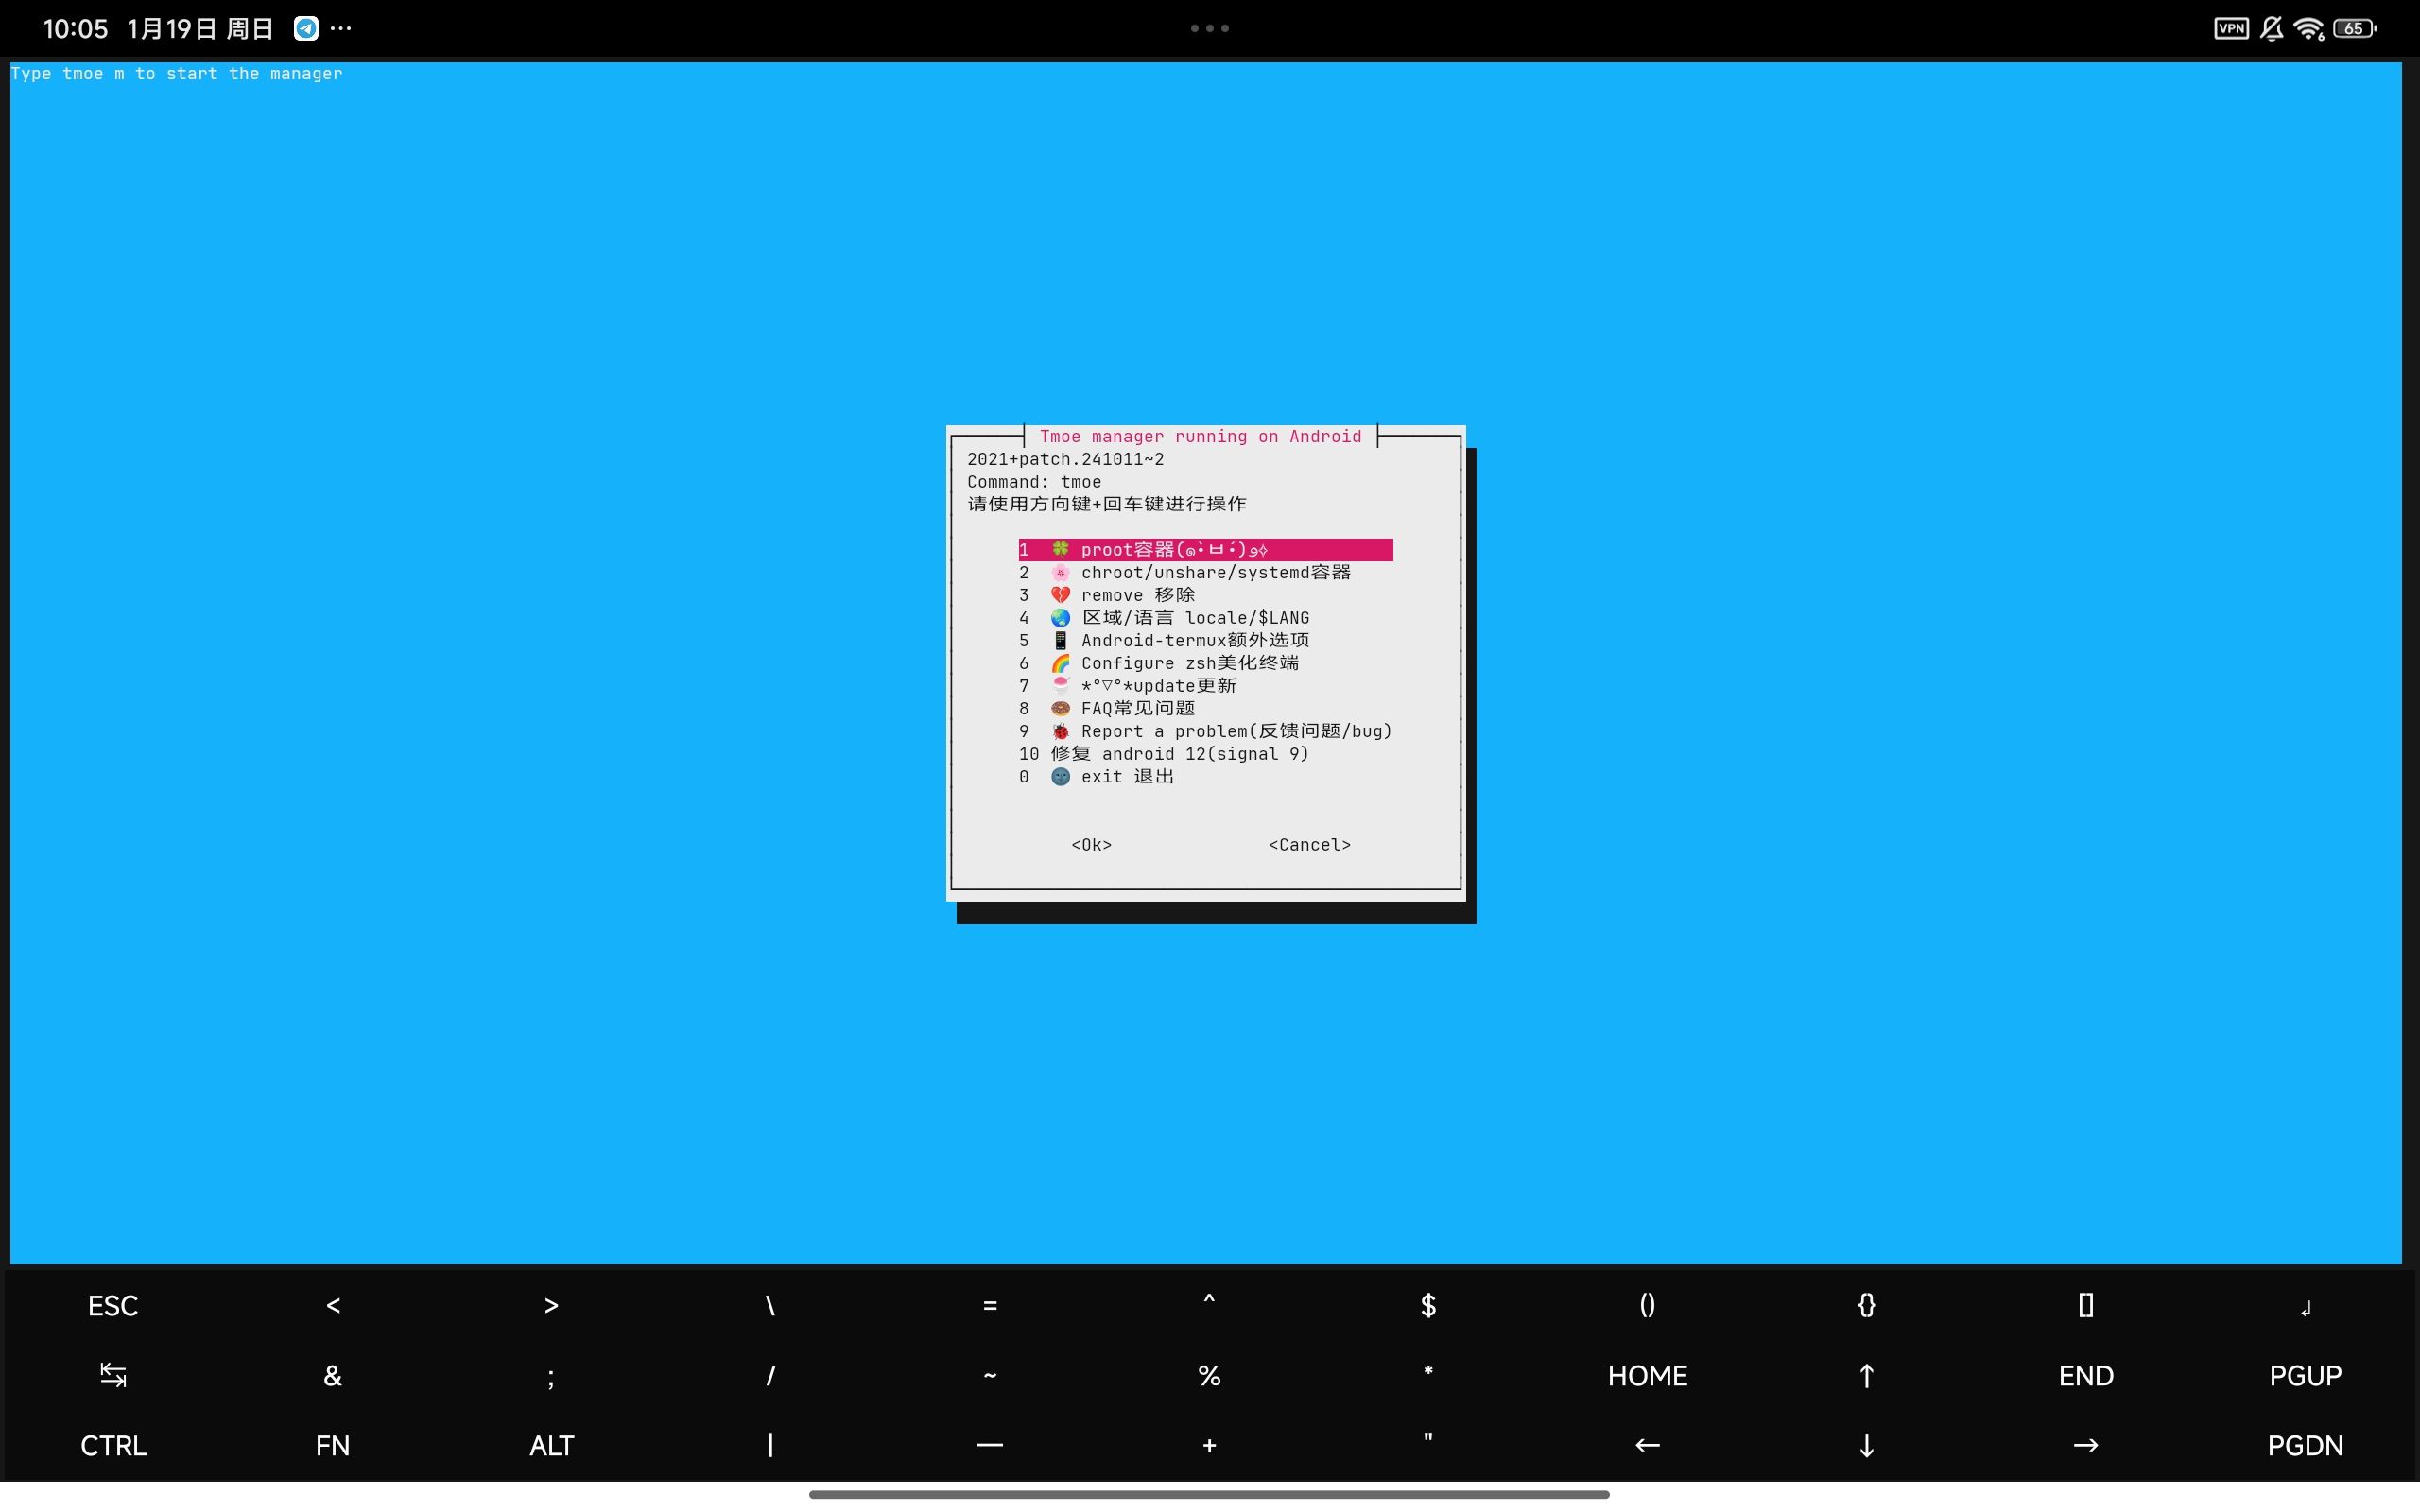 10:05 1月19日 周日 ··· VPN 6 65
Type tmoe m to start the manager
Tmoe manager running on Android
2021+patch.241011~2
Command: tmoe
请使用方向键+回车键进行操作
1 🍀 proot容器(๑•̀ㅂ•́)و✧
2 🌸 chroot/unshare/systemd容器
3 💔 remove 移除
4 🌏 区域/语言 locale/$LANG
5 📱 Android-termux额外选项
6 🌈 Configure zsh美化终端
7 🍧 *°▽°*update更新
8 🍩 FAQ常见问题
9 🐞 Report a problem(反馈问题/bug)
10 修复 android 12(signal 9)
0 🌚 exit 退出
<Ok> <Cancel>
ESC < > \ = ^ $ () {} [] ↲
↹ & ; / ~ % * HOME ↑ END PGUP
CTRL FN ALT | — + " ← ↓ → PGDN